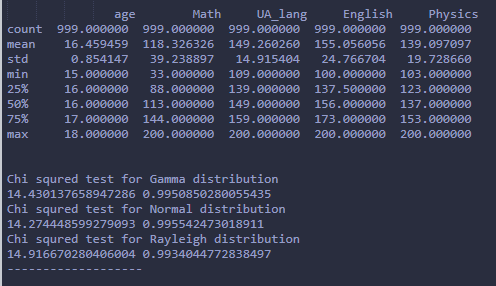 age Math UA_lang English Physics
count 999.000000 999.000000 999.000000 999.000000 999.000000
mean 16.459459 118.326326 149.260260 155.056056 139.097097
std 0.854147 39.238897 14.915404 24.766704 19.728660
min 15.000000 33.000000 109.000000 100.000000 103.000000
25% 16.000000 88.000000 139.000000 137.500000 123.000000
50% 16.000000 113.000000 149.000000 156.000000 137.000000
75% 17.000000 144.000000 159.000000 173.000000 153.000000
max 18.000000 200.000000 200.000000 200.000000 200.000000
Chi squred test for Gamma distribution
14.430137658947286 0.9950850280055435
Chi squred test for Normal distribution
14.274448599279093 0.995542473018911
Chi squred test for Rayleigh distribution
14.916670280406004 0.9934044772838497
-------------------